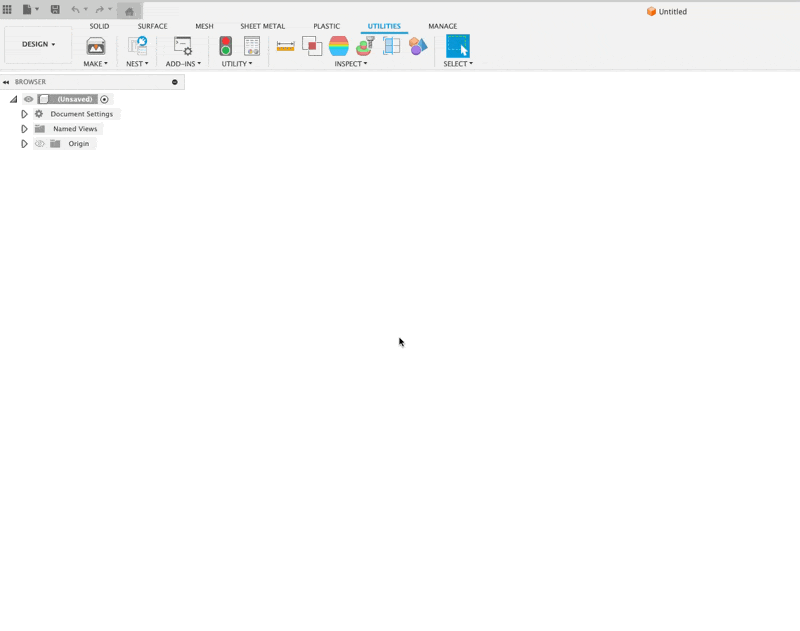 Untitled
SOLID SURFACE MESH SHEET METAL PLASTIC UTILITIES MANAGE
DESIGN
MAKE NEST ADD-INS UTILITY INSPECT SELECT
BROWSER
(Unsaved)
Document Settings
Named Views
Origin